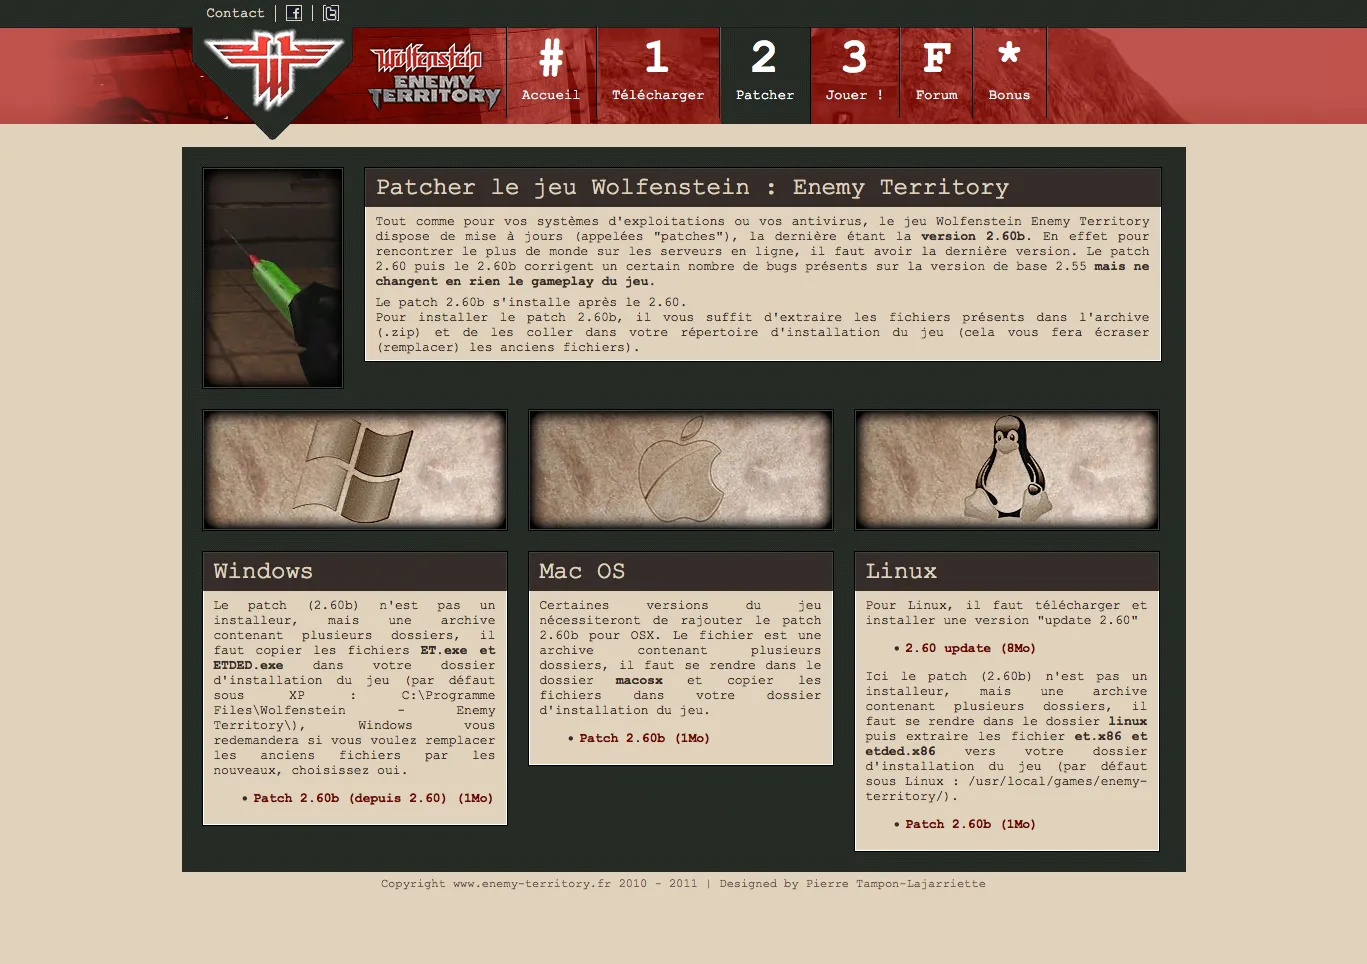 Contact
Wolfenstein
ENEMY
TERRITORY
#
Accueil
1
Télécharger
2
Patcher
3
Jouer !
F
Forum
*
Bonus
Patcher le jeu Wolfenstein : Enemy Territory
Tout comme pour vos systèmes d'exploitations ou vos antivirus, le jeu Wolfenstein Enemy Territory
dispose de mise à jours (appelées "patches"), la dernière étant la version 2.60b. En effet pour
rencontrer le plus de monde sur les serveurs en ligne, il faut avoir la dernière version. Le patch
2.60 puis le 2.60b corrigent un certain nombre de bugs présents sur la version de base 2.55 mais ne
changent en rien le gameplay du jeu.
Le patch 2.60b s'installe après le 2.60.
Pour installer le patch 2.60b, il vous suffit d'extraire les fichiers présents dans l'archive
(.zip) et de les coller dans votre répertoire d'installation du jeu (cela vous fera écraser
(remplacer) les anciens fichiers).
Windows
Le patch (2.60b) n'est pas un
installeur, mais une archive
contenant plusieurs dossiers, il
faut copier les fichiers ET.exe et
ETDED.exe dans votre dossier
d'installation du jeu (par défaut
sous XP : C:\Programme
Files\Wolfenstein - Enemy
Territory\), Windows vous
redemandera si vous voulez remplacer
les anciens fichiers par les
nouveaux, choisissez oui.
• Patch 2.60b (depuis 2.60) (1Mo)
Mac OS
Certaines versions du jeu
nécessiteront de rajouter le patch
2.60b pour OSX. Le fichier est une
archive contenant plusieurs
dossiers, il faut se rendre dans le
dossier macosx et copier les
fichiers dans votre dossier
d'installation du jeu.
• Patch 2.60b (1Mo)
Linux
Pour Linux, il faut télécharger et
installer une version "update 2.60"
• 2.60 update (8Mo)
Ici le patch (2.60b) n'est pas un
installeur, mais une archive
contenant plusieurs dossiers, il
faut se rendre dans le dossier linux
puis extraire les fichier et.x86 et
etded.x86 vers votre dossier
d'installation du jeu (par défaut
sous Linux : /usr/local/games/enemy-
territory/).
• Patch 2.60b (1Mo)
Copyright www.enemy-territory.fr 2010 - 2011 | Designed by Pierre Tampon-Lajarriette